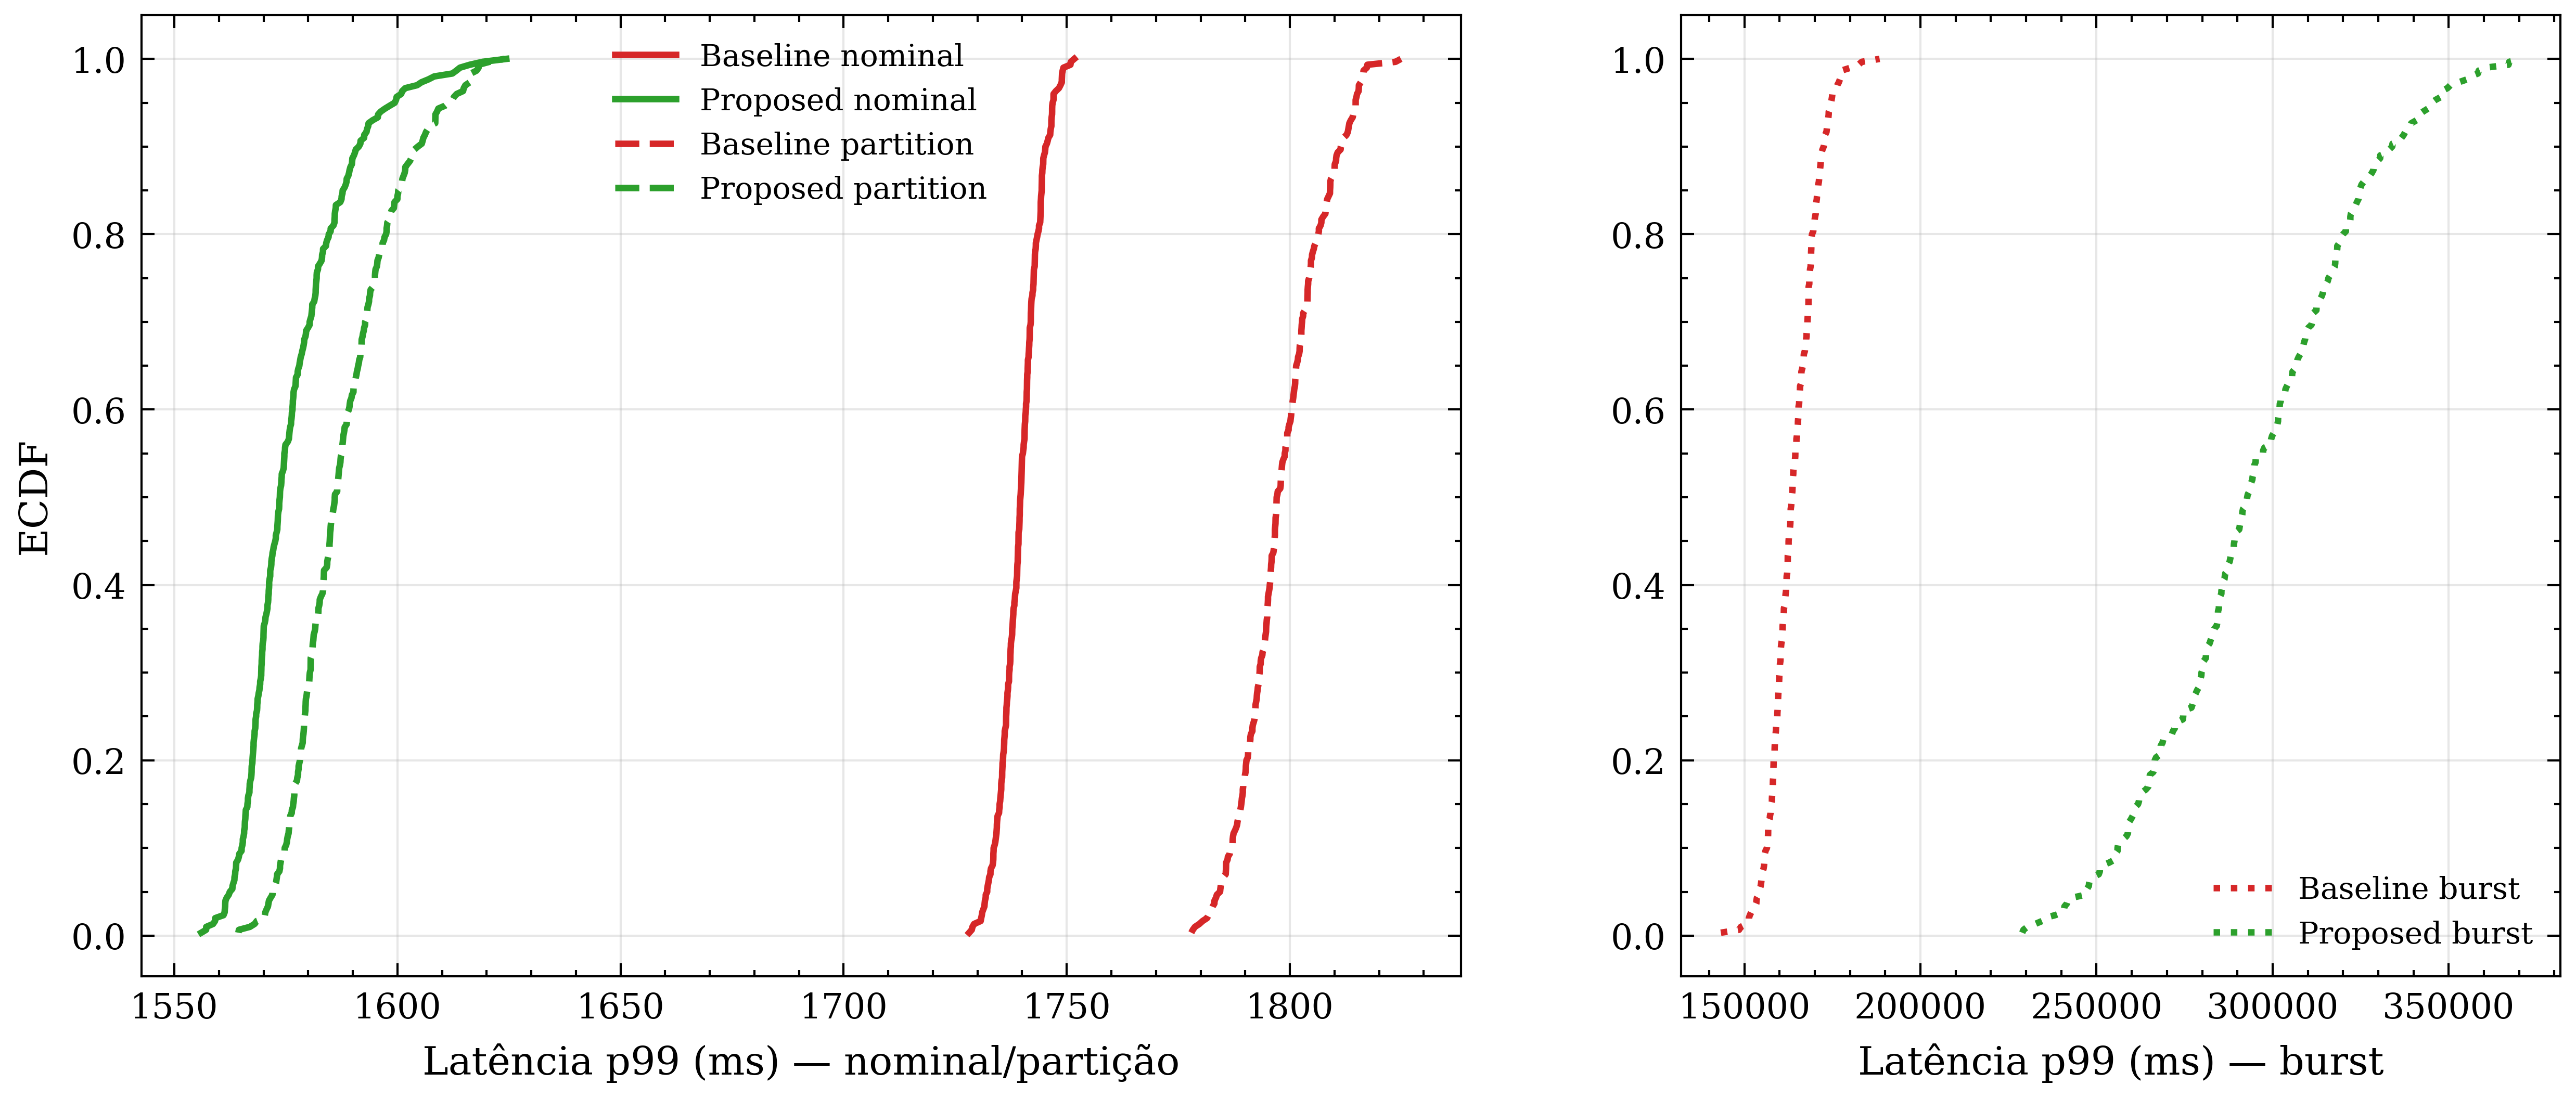 ECDF
1.0
0.8
0.6
0.4
0.2
0.0
Baseline nominal
Proposed nominal
Baseline partition
Proposed partition
1550 1600 1650 1700 1750 1800
Latência p99 (ms) — nominal/partição
1.0
0.8
0.6
0.4
0.2
0.0
Baseline burst
Proposed burst
150000 200000 250000 300000 350000
Latência p99 (ms) — burst